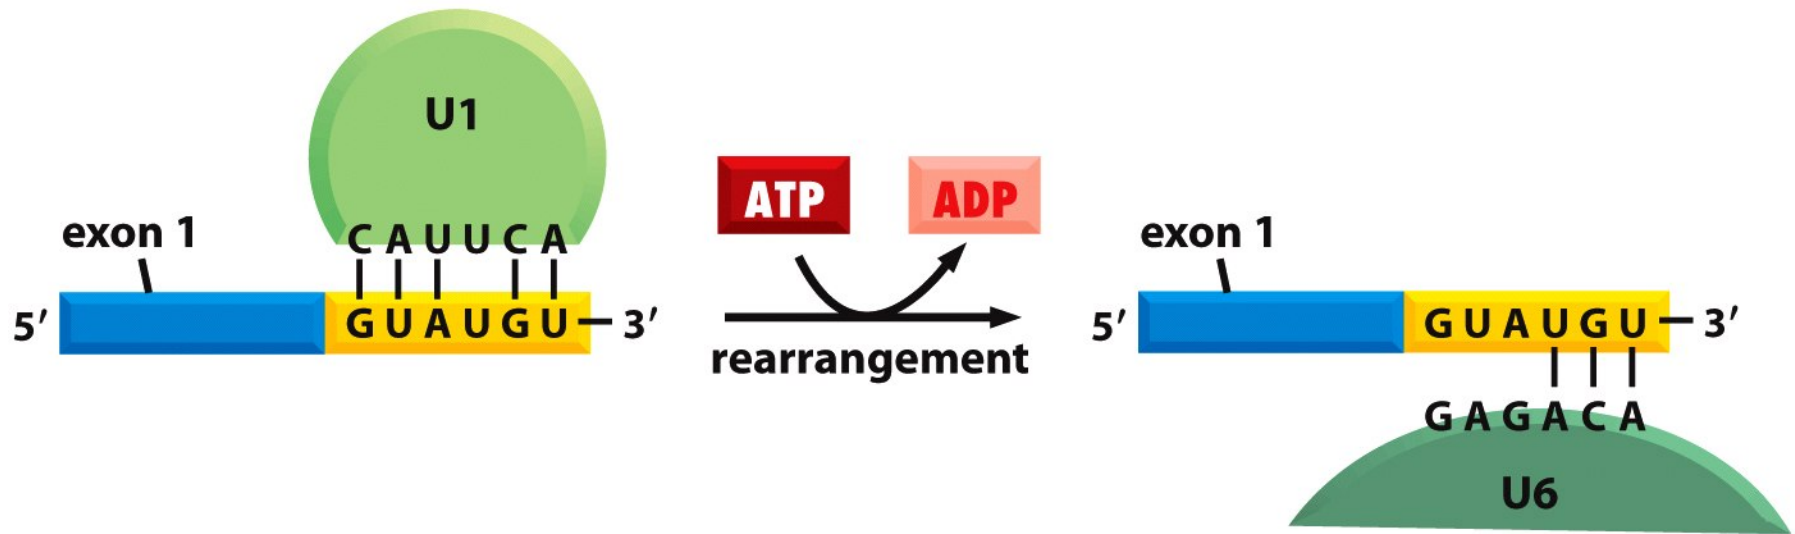 U1
exon 1
C A U U C A
5′ G U A U G U 3′
ATP ADP
rearrangement
exon 1
5′ G U A U G U 3′
G A G A C A
U6